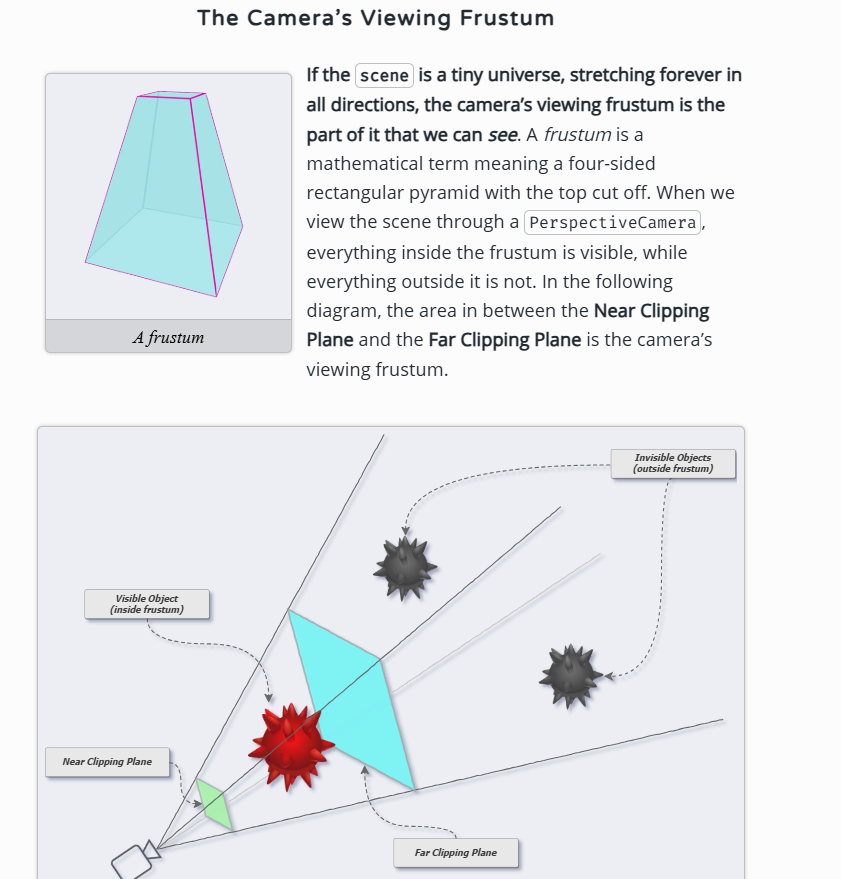 The Camera’s Viewing Frustum
If the scene is a tiny universe, stretching forever in
all directions, the camera’s viewing frustum is the
part of it that we can see. A frustum is a
mathematical term meaning a four-sided
rectangular pyramid with the top cut off. When we
view the scene through a PerspectiveCamera,
everything inside the frustum is visible, while
everything outside it is not. In the following
diagram, the area in between the Near Clipping
Plane and the Far Clipping Plane is the camera’s
viewing frustum.
A frustum
Invisible Objects
(outside frustum)
Visible Object
(inside frustum)
Near Clipping Plane
Far Clipping Plane